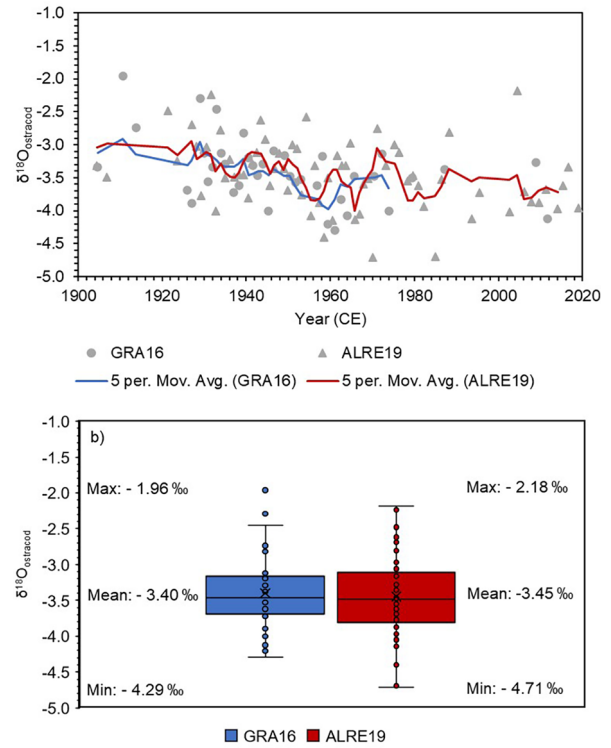 -1.0
-1.5
-2.0
-2.5
-3.0
-3.5
-4.0
-4.5
-5.0
δ18Oostracod
1900 1920 1940 1960 1980 2000 2020
Year (CE)
GRA16 ALRE19
5 per. Mov. Avg. (GRA16) 5 per. Mov. Avg. (ALRE19)
b)
-1.0
-1.5
-2.0
-2.5
-3.0
-3.5
-4.0
-4.5
-5.0
δ18Oostracod
Max: - 1.96 ‰ Max: - 2.18 ‰
Mean: - 3.40 ‰ Mean: -3.45 ‰
Min: - 4.29 ‰ Min: - 4.71 ‰
GRA16 ALRE19